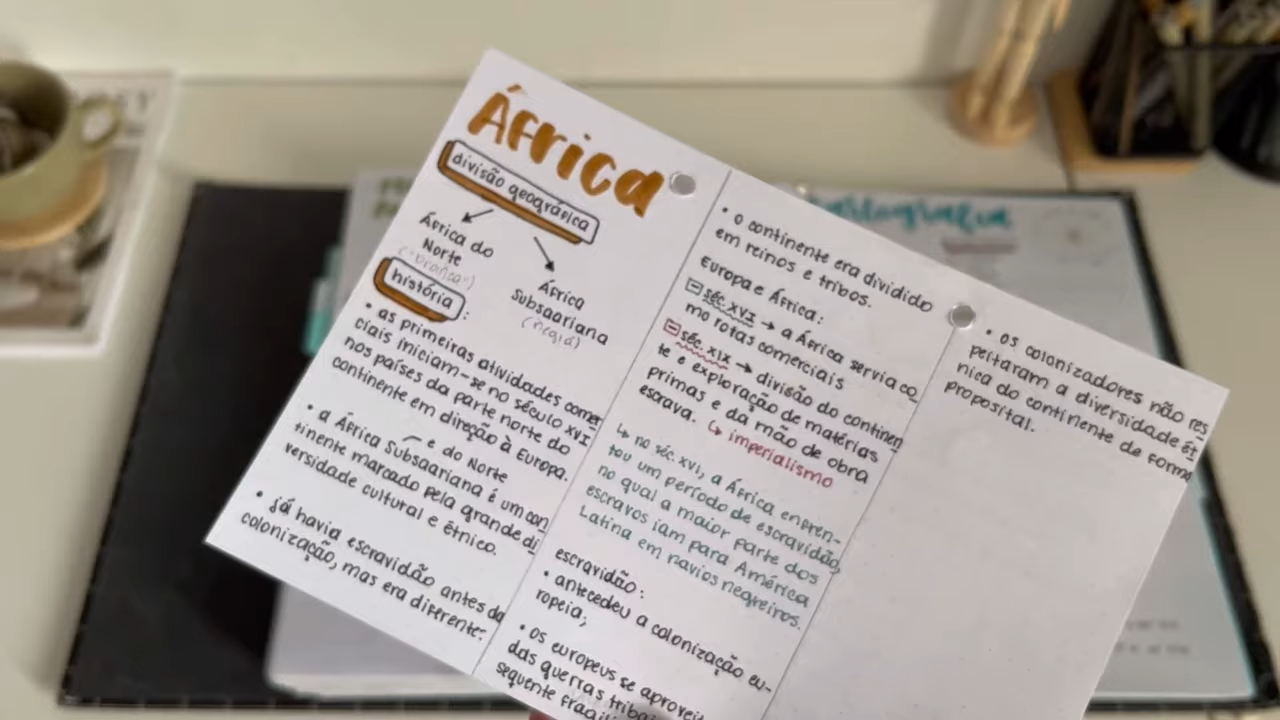 África
divisão geográfica
África do
Norte
("branca")
África
Subsaariana
(negra)
história:
• as primeiras atividades comer
ciais iniciam-se no século XVI
nos países da parte norte do
continente em direção à Europa.
e do Norte
• a África Subsaariana é um con
tinente marcado pela grande di
versidade cultural e étnico.
• já havia escravidão antes da
colonização, mas era diferente.
• o continente era dividido
em reinos e tribos.
Europa e África:
séc. XVI → a África servia co
mo rotas comerciais
séc. XIX → divisão do continen
te e exploração de matérias
primas e da mão de obra
escrava. ↳ imperialismo
↳ no séc. XVI, a África enfren-
tou um período de escravidão,
no qual a maior parte dos
escravos iam para América
Latina em navios negreiros.
escravidão:
• antecedeu a colonização eu-
ropeia;
• os europeus se aproveit
das guerras tribai
sequente fragil
• os colonizadores não res
peitaram a diversidade ét
nica do continente de forma
proposital.
cartografia